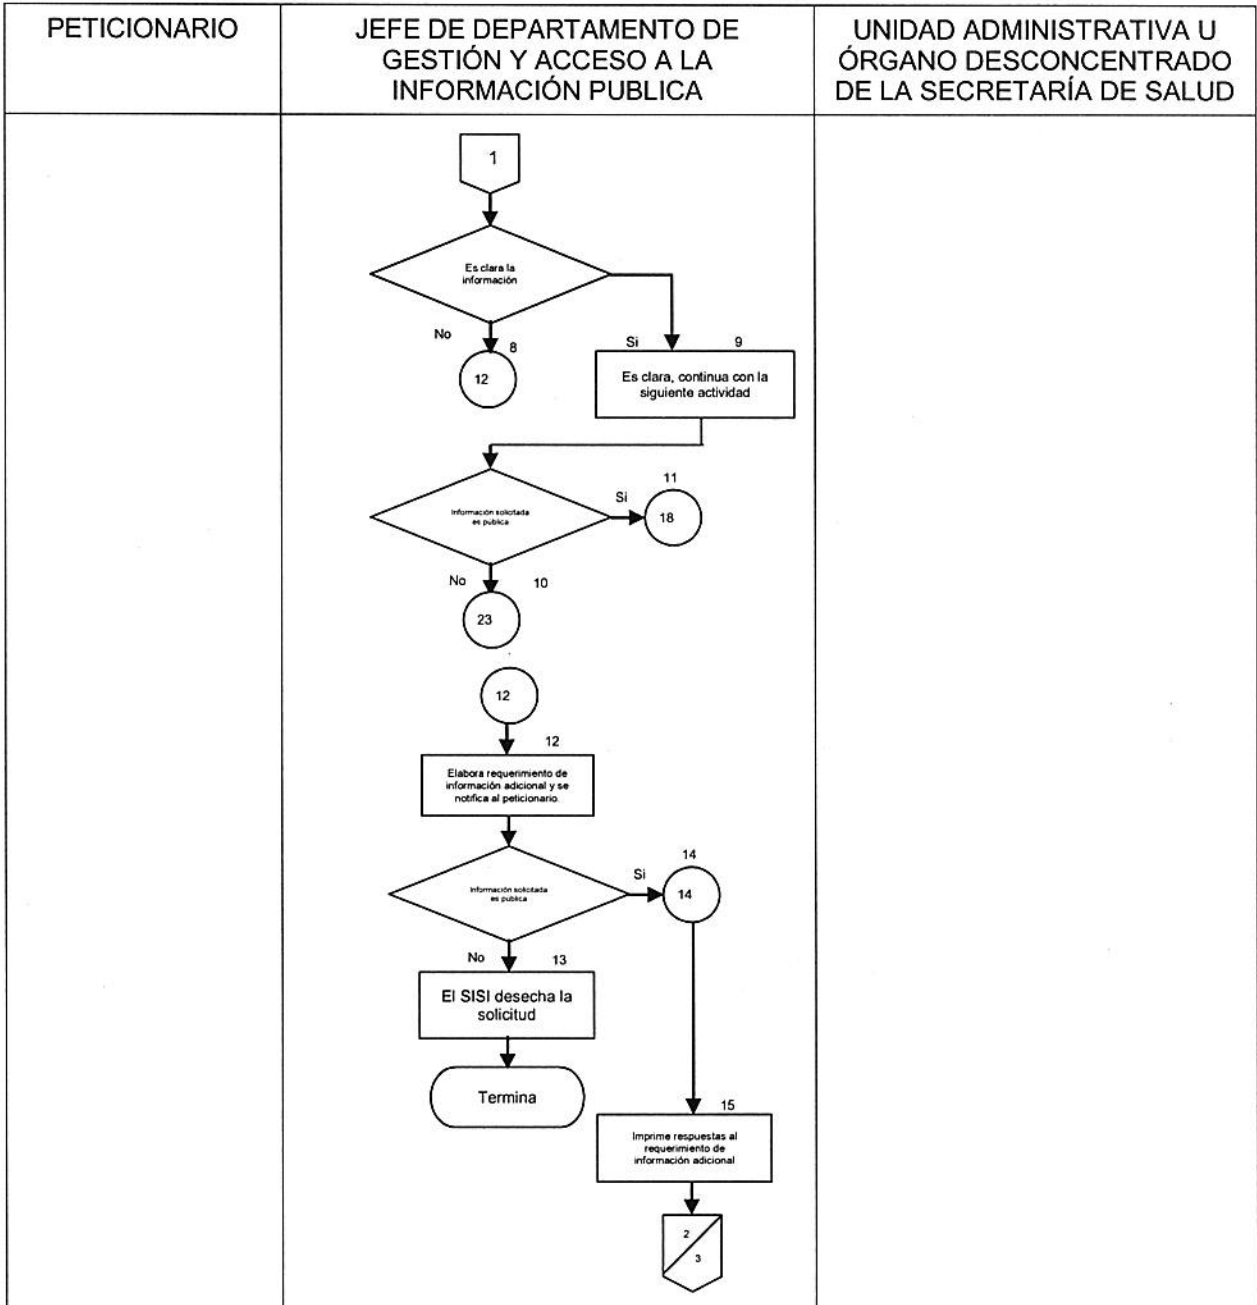 PETICIONARIO
JEFE DE DEPARTAMENTO DE
GESTIÓN Y ACCESO A LA
INFORMACIÓN PUBLICA
UNIDAD ADMINISTRATIVA U
ÓRGANO DESCONCENTRADO
DE LA SECRETARÍA DE SALUD
1
Es clara la
información
No
8
12
Si
9
Es clara, continua con la
siguiente actividad
Información solicitada
es publica
Si
11
18
No
10
23
12
12
Elabora requerimiento de
información adicional y se
notifica al peticionario.
Información solicitada
es publica
Si
14
14
No
13
El SISI desecha la
solicitud
Termina
15
Imprime respuestas al
requerimiento de
información adicional
2
3